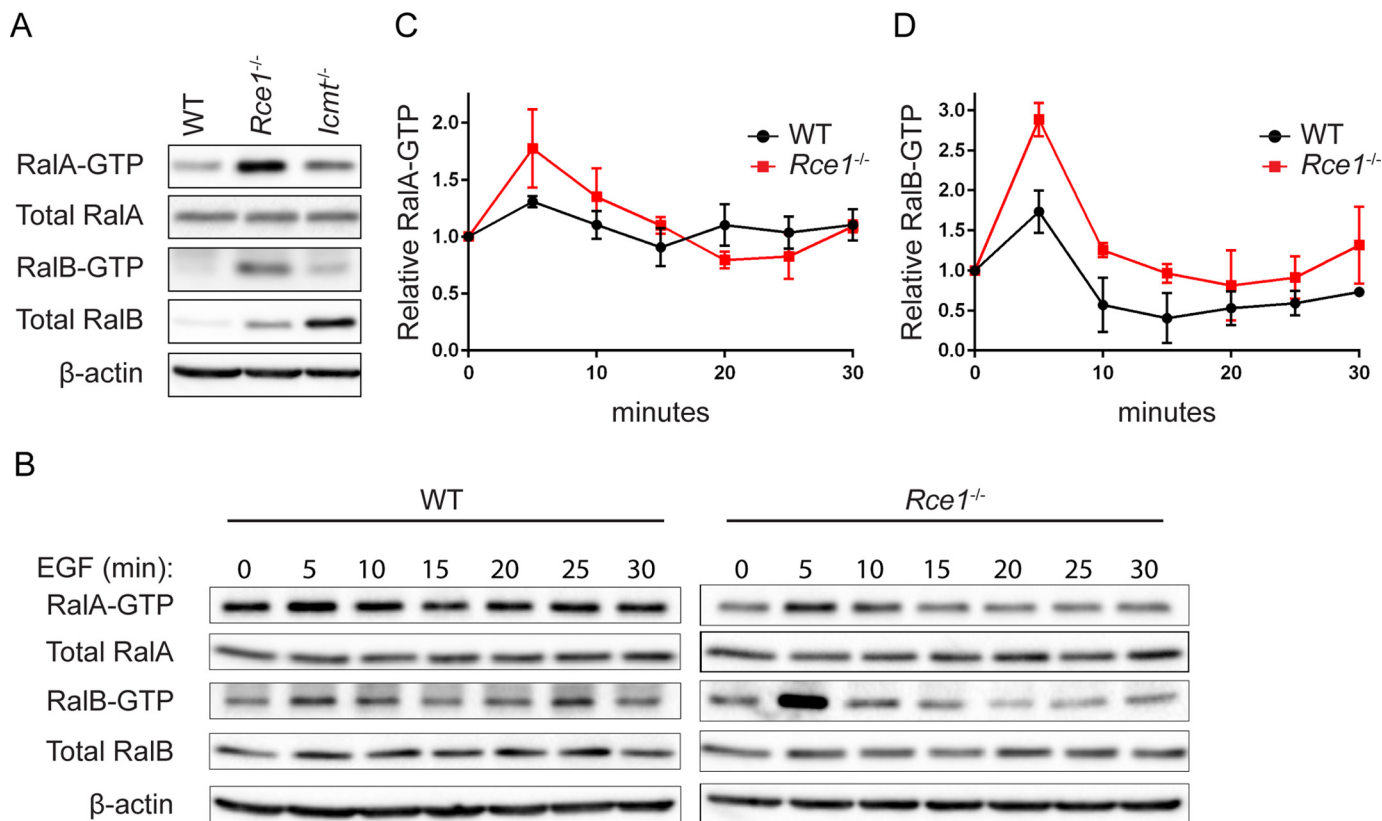 A
WT
Rce1-/-
Icmt-/-
RalA-GTP
Total RalA
RalB-GTP
Total RalB
β-actin
C
Relative RalA-GTP
2.0
1.5
1.0
0.5
0.0
0 10 20 30
minutes
WT
Rce1-/-
D
Relative RalB-GTP
3.0
2.5
2.0
1.5
1.0
0.5
0.0
0 10 20 30
minutes
WT
Rce1-/-
B
WT Rce1-/-
EGF (min): 0 5 10 15 20 25 30 0 5 10 15 20 25 30
RalA-GTP
Total RalA
RalB-GTP
Total RalB
β-actin